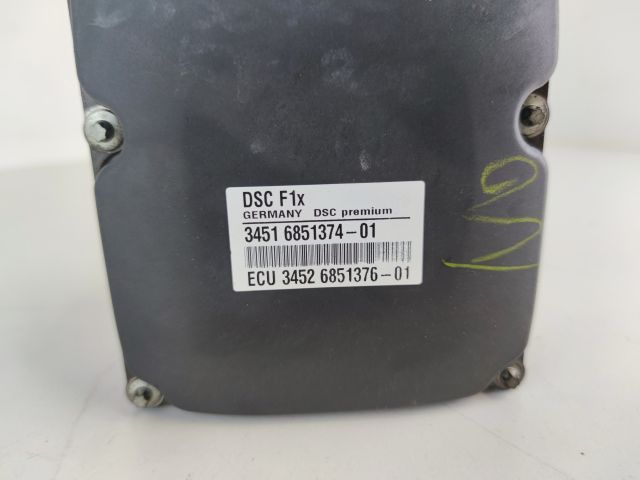 DSC F1x
GERMANY DSC premium
3451 6851374-01
ECU 3452 6851376-01